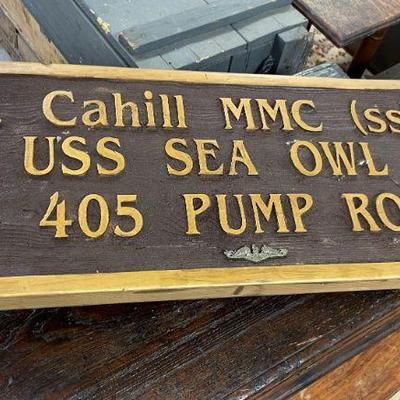 Cahill MMC (SS
USS SEA OWL
405 PUMP RO